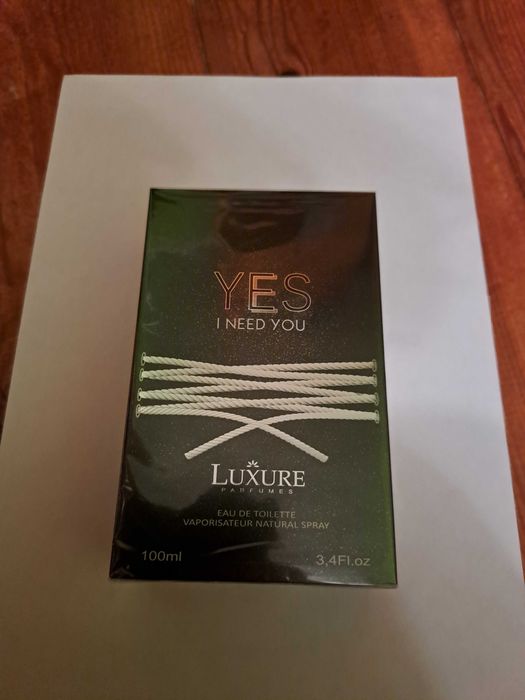 YES
I NEED YOU
LUXURE
PARFUMES
EAU DE TOILETTE
VAPORISATEUR NATURAL SPRAY
100ml 3,4Fl.oz